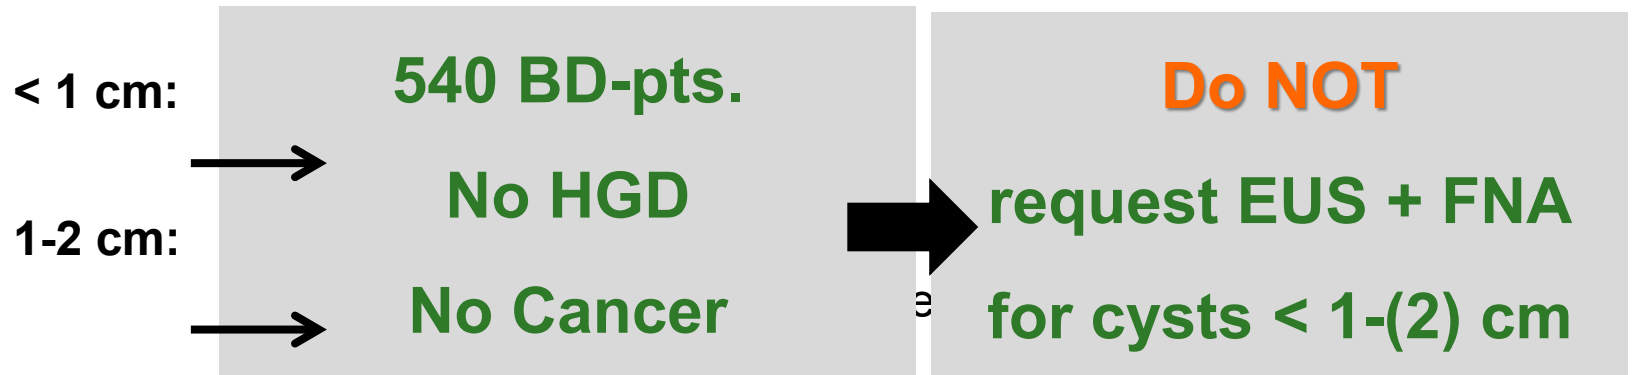 < 1 cm:
1-2 cm:
540 BD-pts.
No HGD
No Cancer
Do NOT
request EUS + FNA
for cysts < 1-(2) cm